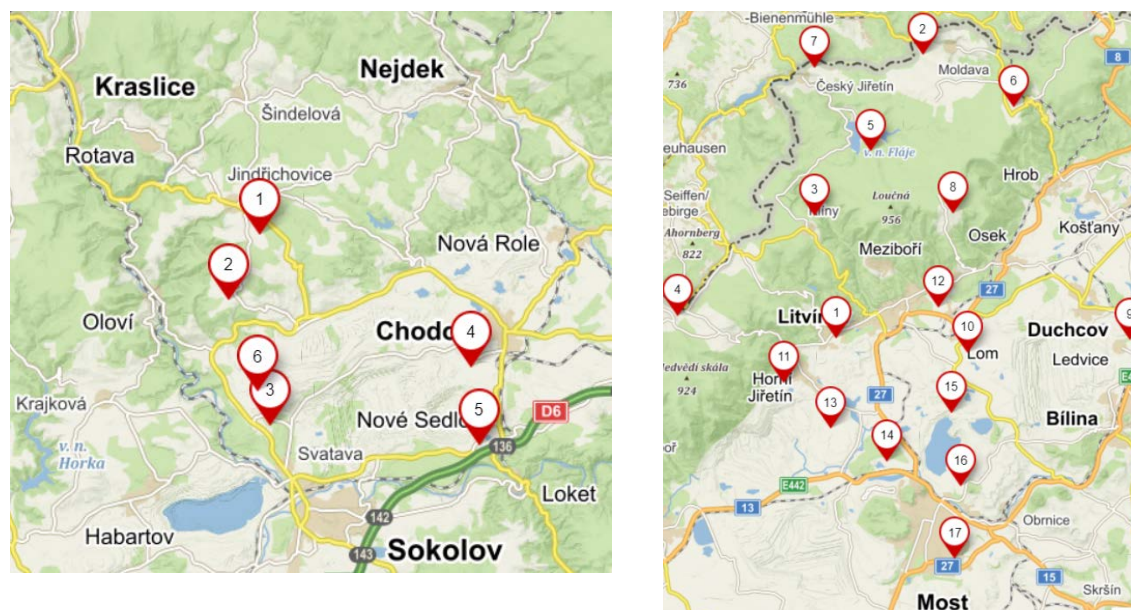 Kraslice
Nejdek
Šindelová
Rotava
Jindřichovice
1
2
Nová Role
Oloví
Chodo
4
6
3
5
D6
Krajková
Nové Sedlo
136
v. n.
Horka
Svatava
Loket
142
Habartov
Sokolov
143
-Bienenmühle
2
7
8
Moldava
736
Český Jiřetín
6
5
euhausen
v. n. Fláje
Hrob
Seiffen/
3
Loučná
8
ebirge
956
Košťany
Ahornberg
Meziboří
Osek
822
4
12
27
Litvín
1
10
9
Duchcov
11
Lom
Ledvice
Medvědí skála
924
Horní
Jiřetín
27
15
E4
13
Bílina
14
16
E442
13
Obrnice
17
27
15
Most
Skršín